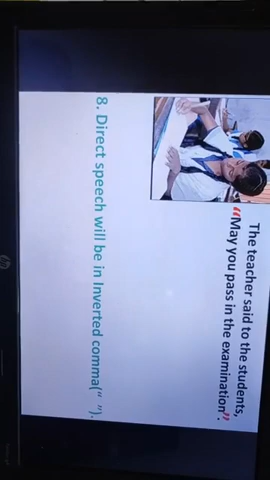 The teacher said to the students,
“May you pass in the examination”.
8. Direct speech will be in Inverted comma(“ ”).
hp